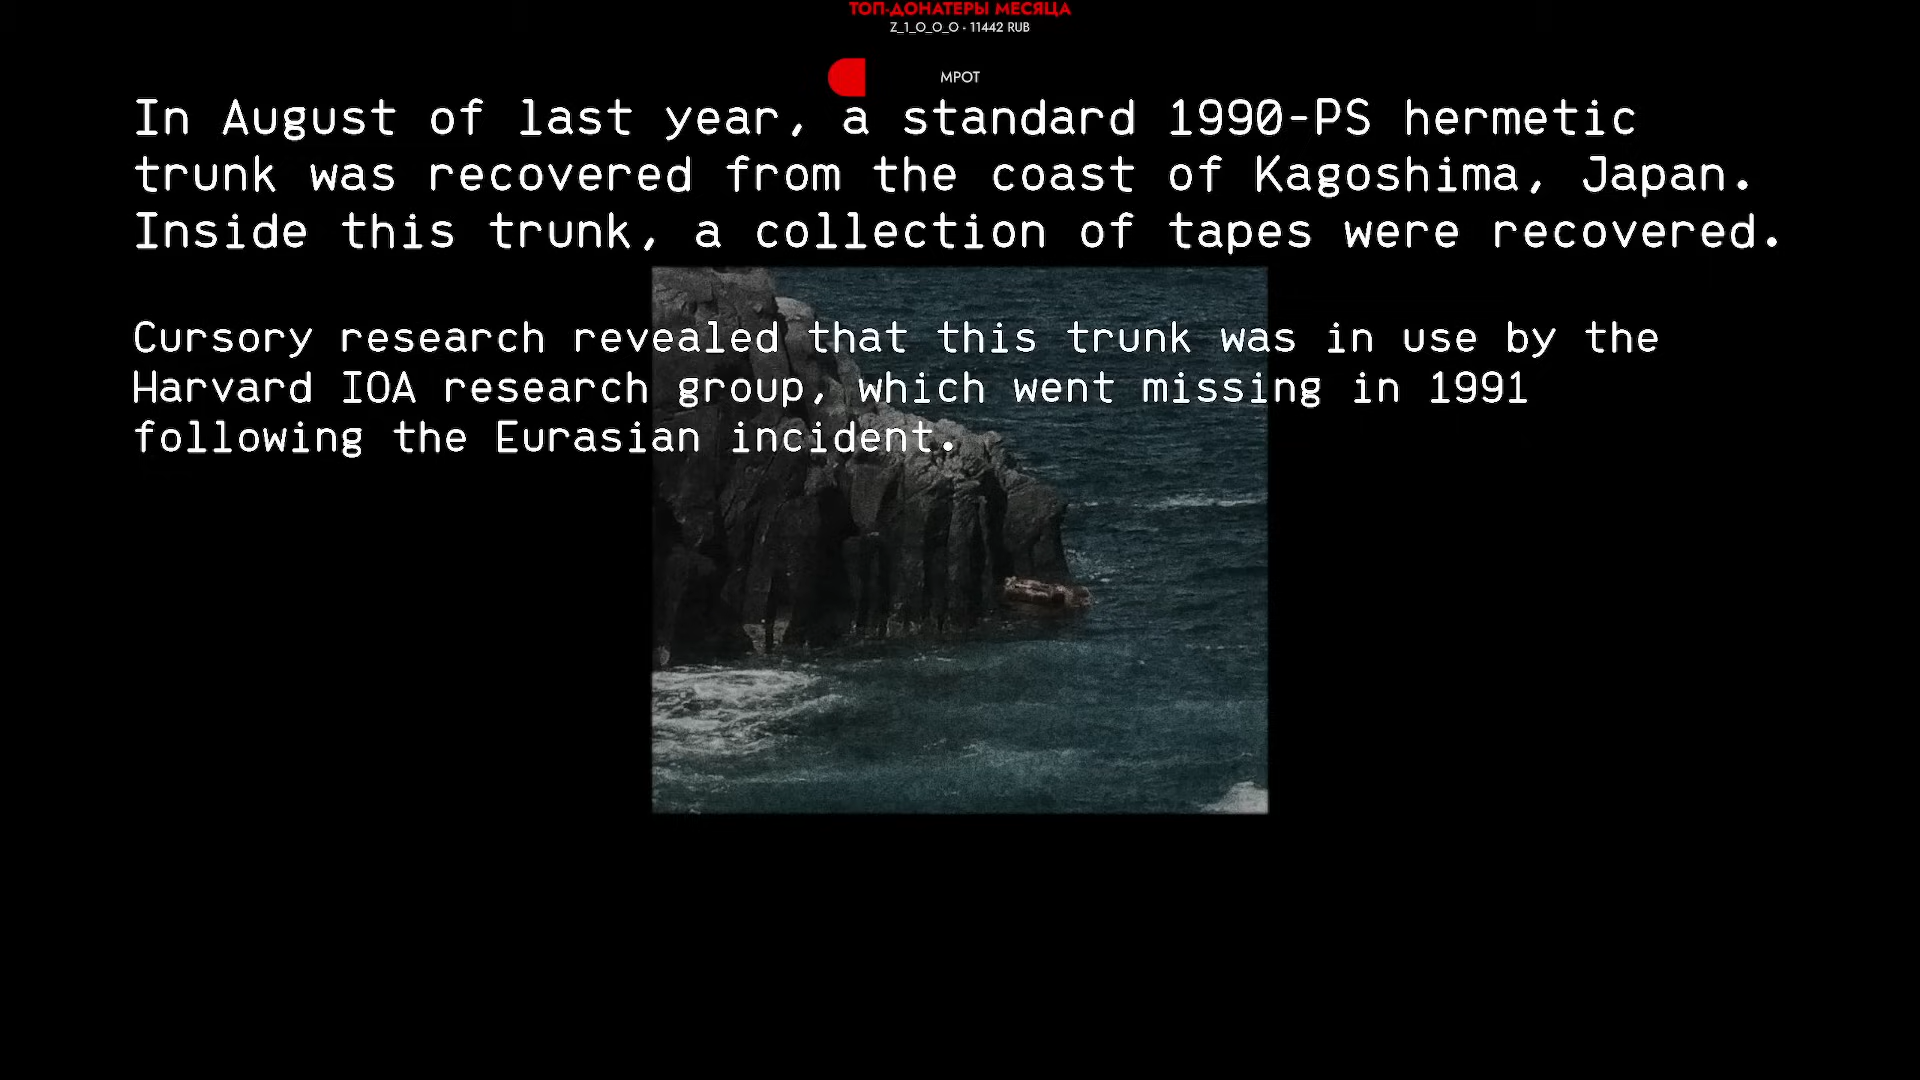 ТОП-ДОНАТЕРЫ МЕСЯЦА
Z_1_O_O_O - 11442 RUB
МРОТ
In August of last year, a standard 1990-PS hermetic
trunk was recovered from the coast of Kagoshima, Japan.
Inside this trunk, a collection of tapes were recovered.
Cursory research revealed that this trunk was in use by the
Harvard IOA research group, which went missing in 1991
following the Eurasian incident.